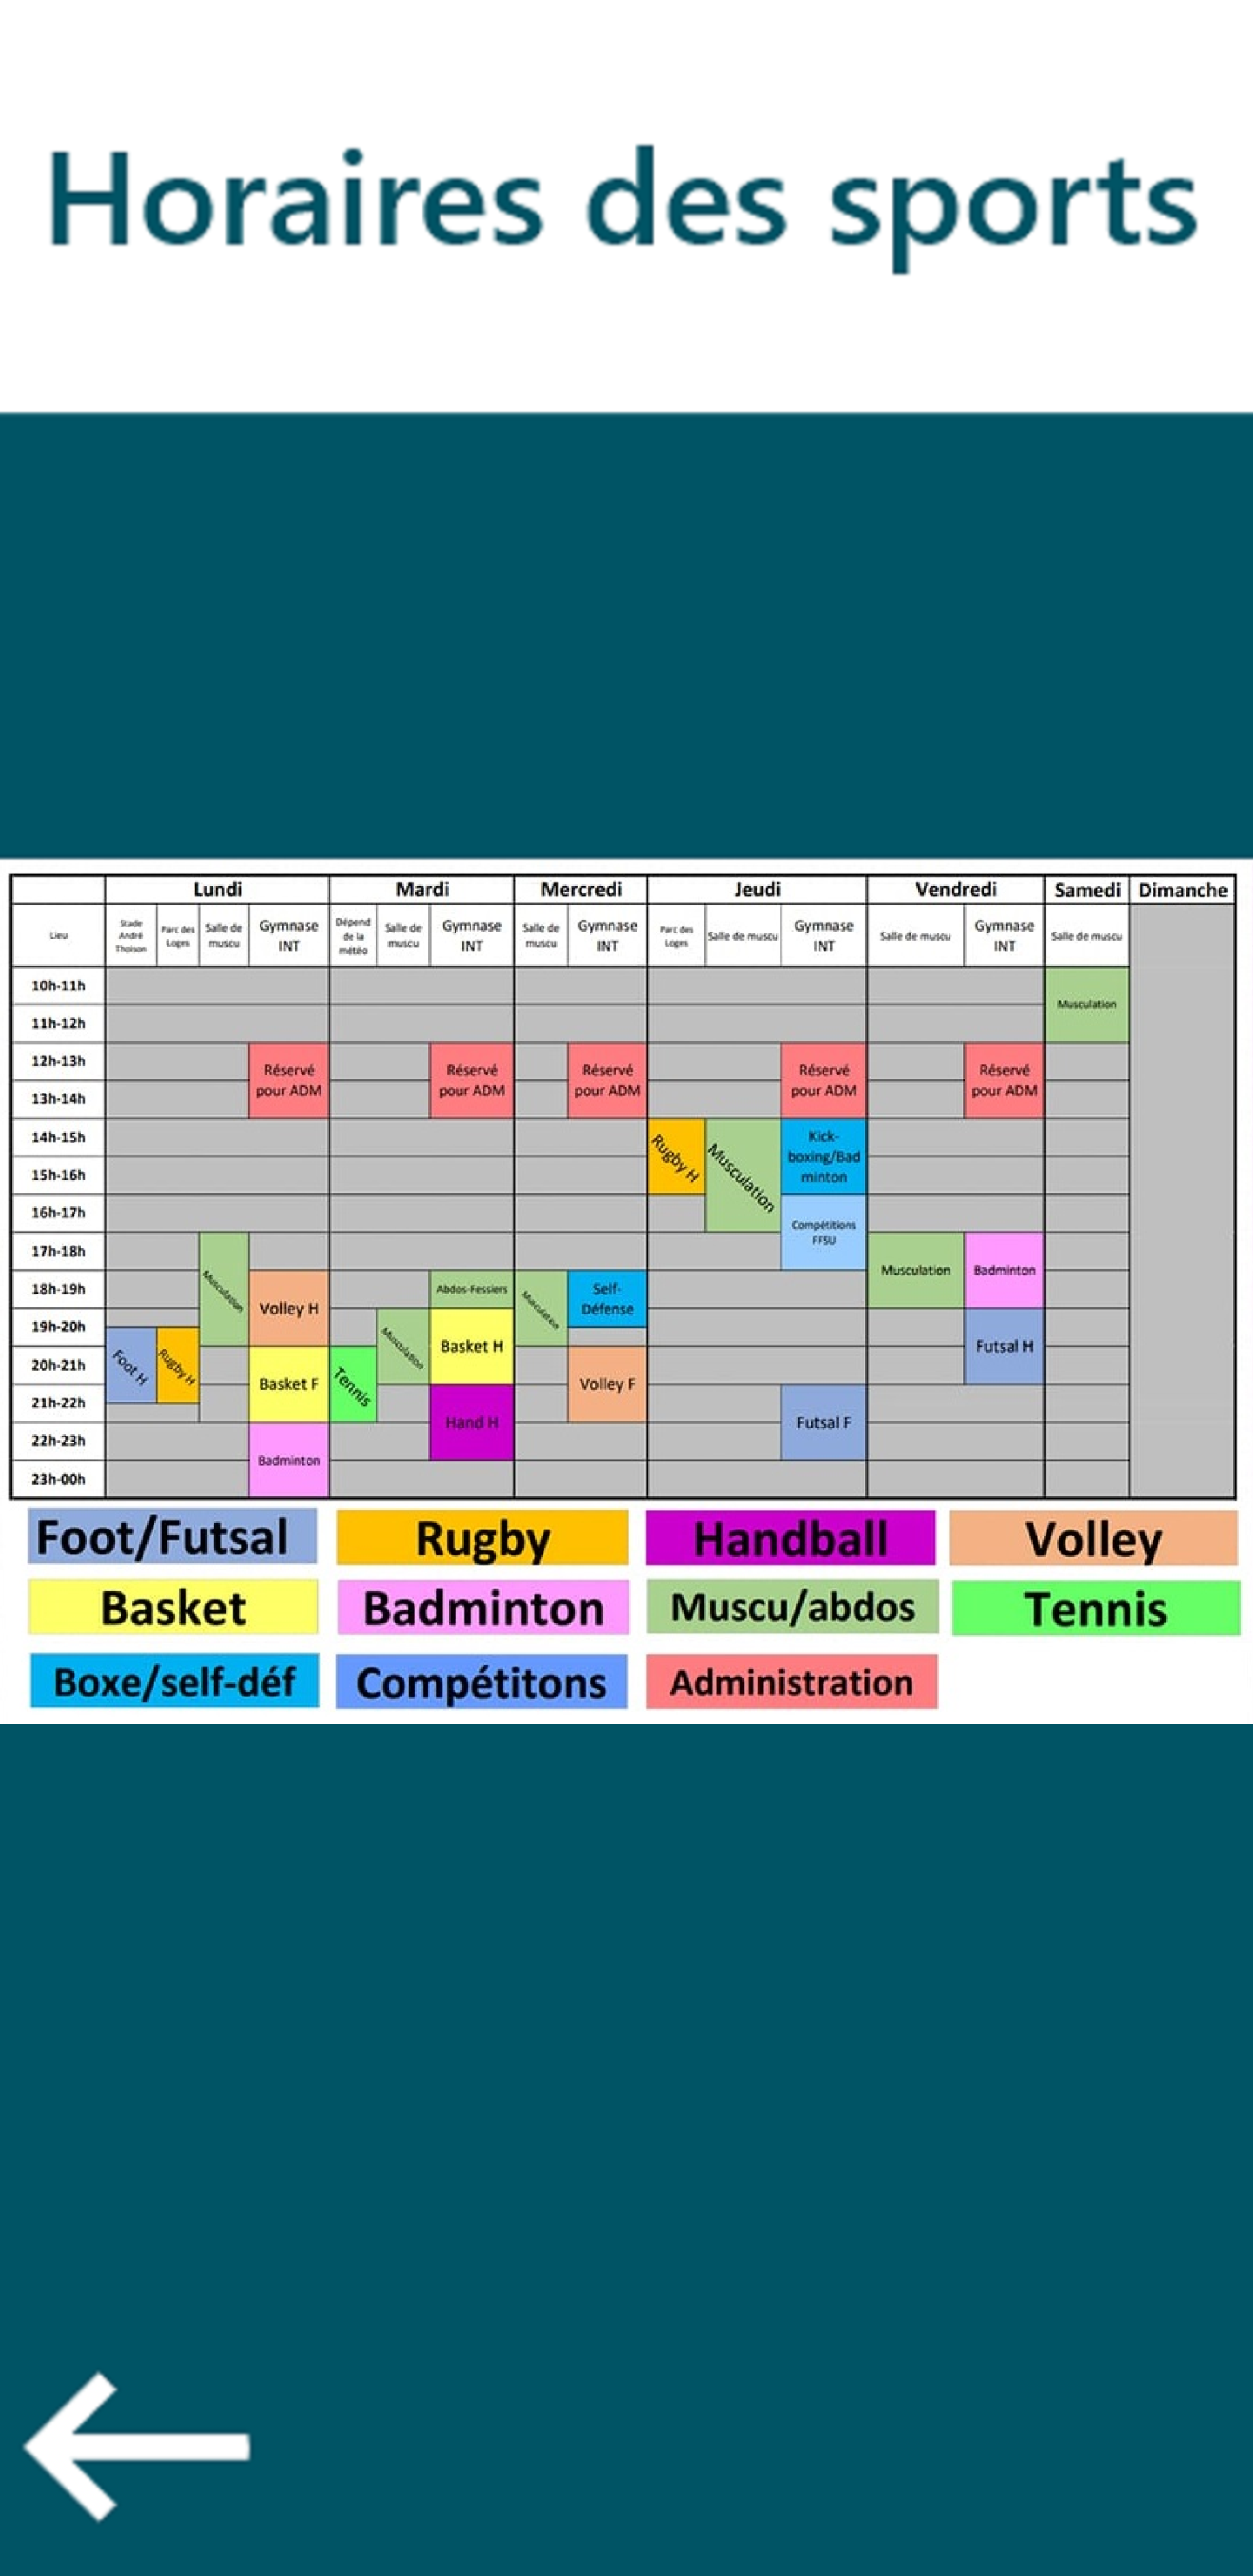 Horaires des sports
Lundi Mardi Mercredi Jeudi Vendredi Samedi Dimanche
Lieu Stade André Thoison Parc des Loges Salle de muscu Gymnase INT Dépend de la météo Salle de muscu Gymnase INT Salle de muscu Gymnase INT Parc des Loges Salle de muscu Gymnase INT Salle de muscu Gymnase INT Salle de muscu
10h-11h Musculation
11h-12h
12h-13h Réservé pour ADM Réservé pour ADM Réservé pour ADM Réservé pour ADM Réservé pour ADM
13h-14h
14h-15h Rugby H Musculation Kick-boxing/Bad minton
15h-16h
16h-17h Compétitions FFSU
17h-18h Musculation Musculation Badminton
18h-19h Volley H Abdos-Fessiers Musculation Self-Défense
19h-20h Foot H Rugby H Musculation Basket H Futsal H
20h-21h Basket F Tennis Volley F
21h-22h Hand H Futsal F
22h-23h Badminton
23h-00h
Foot/Futsal Rugby Handball Volley
Basket Badminton Muscu/abdos Tennis
Boxe/self-déf Compétitons Administration